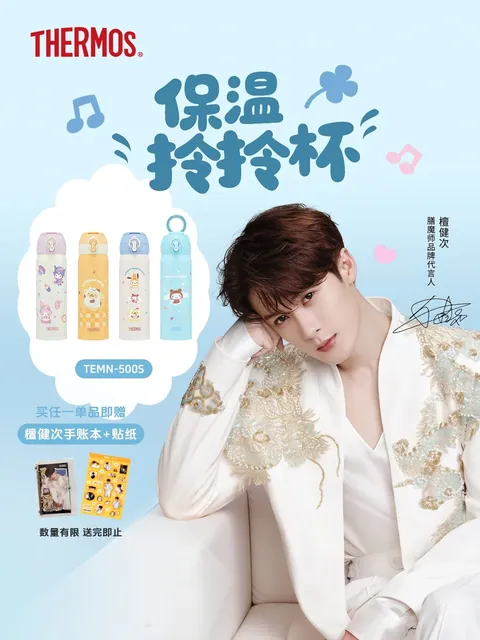 THERMOS®
保温
拎拎杯
檀健次
膳魔师品牌代言人
TEMN-500S
买任一单品即赠
檀健次手账本+贴纸
数量有限 送完即止